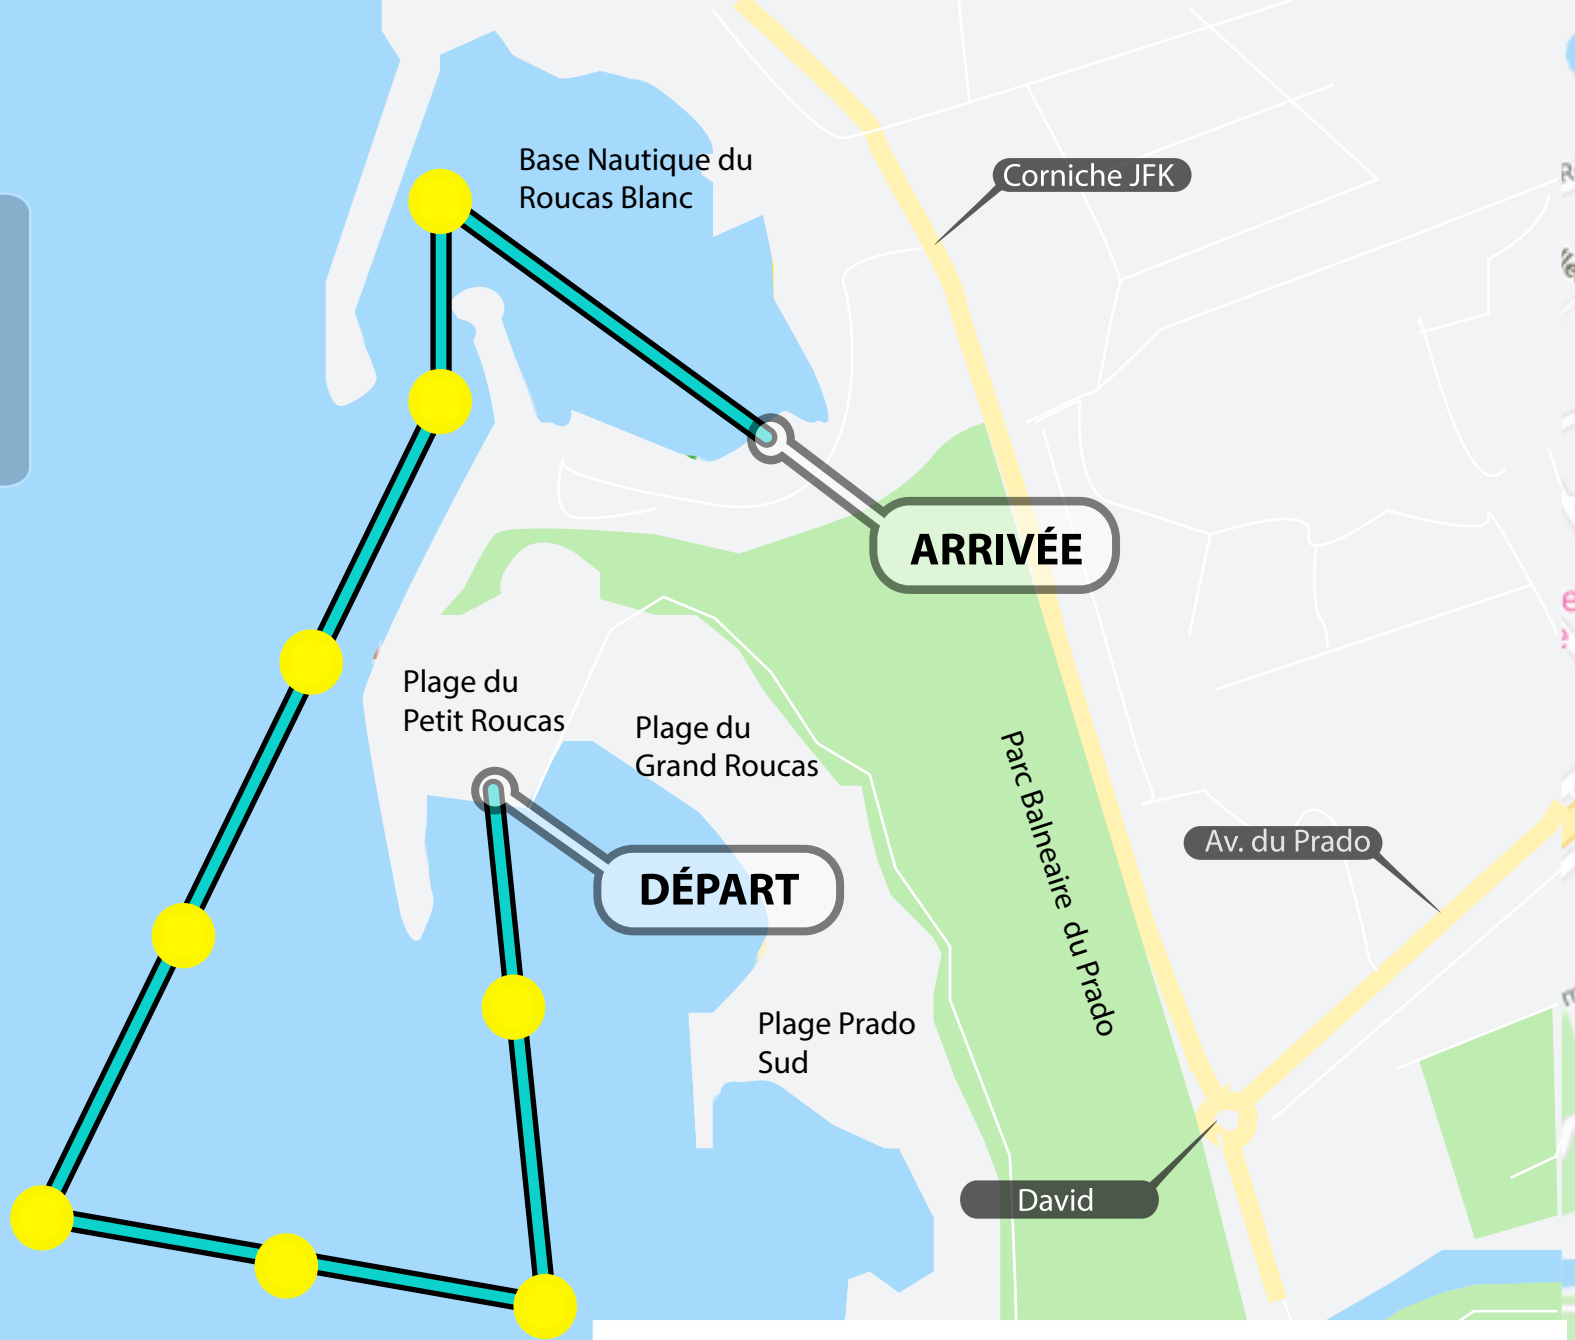 Base Nautique du
Roucas Blanc
Corniche JFK
ARRIVÉE
Plage du
Petit Roucas
Plage du
Grand Roucas
Parc Balneaire du Prado
Av. du Prado
DÉPART
Plage Prado
Sud
David